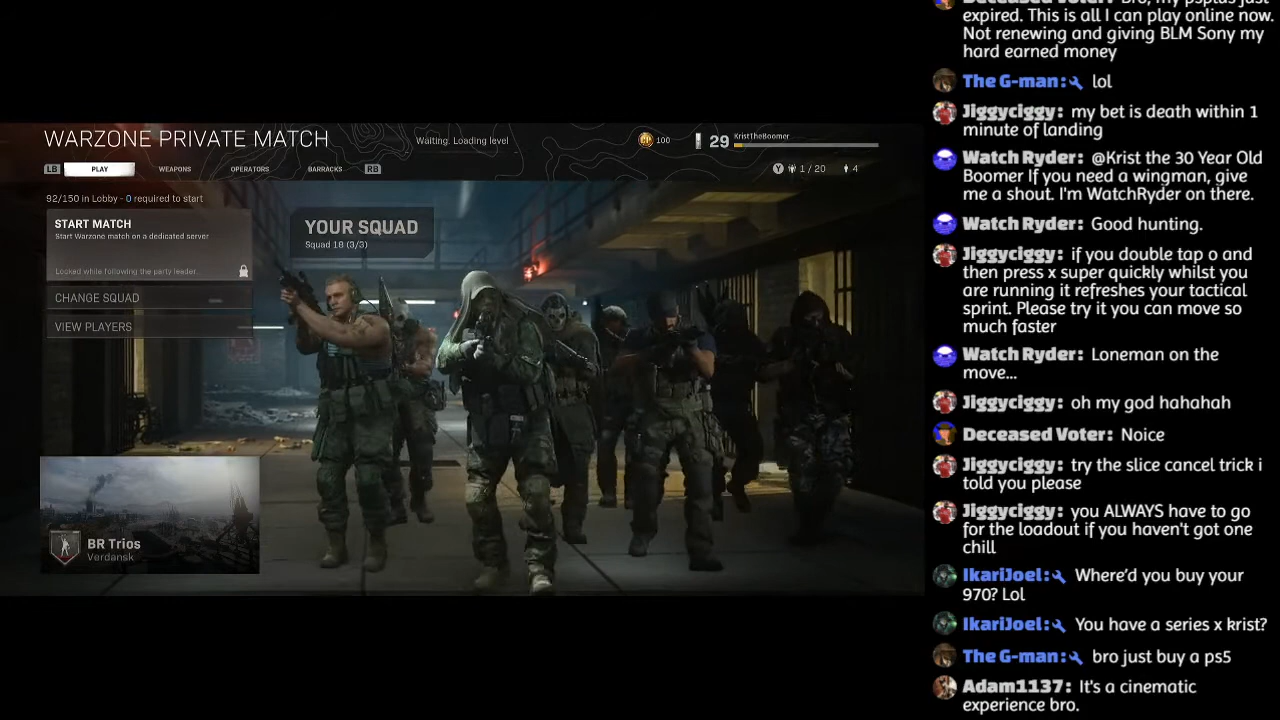 WARZONE PRIVATE MATCH
Waiting: Loading level
100
29
KristTheBoomer
LB
PLAY
WEAPONS
OPERATORS
BARRACKS
RB
Y
1 / 20
4
92/150 in Lobby - 0 required to start
START MATCH
Start Warzone match on a dedicated server
Locked while following the party leader.
CHANGE SQUAD
VIEW PLAYERS
YOUR SQUAD
Squad 18 (3/3)
BR Trios
Verdansk
Deceased Voter: Bro, my psplus just
expired. This is all I can play online now.
Not renewing and giving BLM Sony my
hard earned money
The G-man: lol
Jiggyciggy: my bet is death within 1
minute of landing
Watch Ryder: @Krist the 30 Year Old
Boomer If you need a wingman, give
me a shout. I'm WatchRyder on there.
Watch Ryder: Good hunting.
Jiggyciggy: if you double tap o and
then press x super quickly whilst you
are running it refreshes your tactical
sprint. Please try it you can move so
much faster
Watch Ryder: Loneman on the
move...
Jiggyciggy: oh my god hahahah
Deceased Voter: Noice
Jiggyciggy: try the slice cancel trick i
told you please
Jiggyciggy: you ALWAYS have to go
for the loadout if you haven't got one
chill
IkariJoel: Where'd you buy your
970? Lol
IkariJoel: You have a series x krist?
The G-man: bro just buy a ps5
Adam1137: It's a cinematic
experience bro.